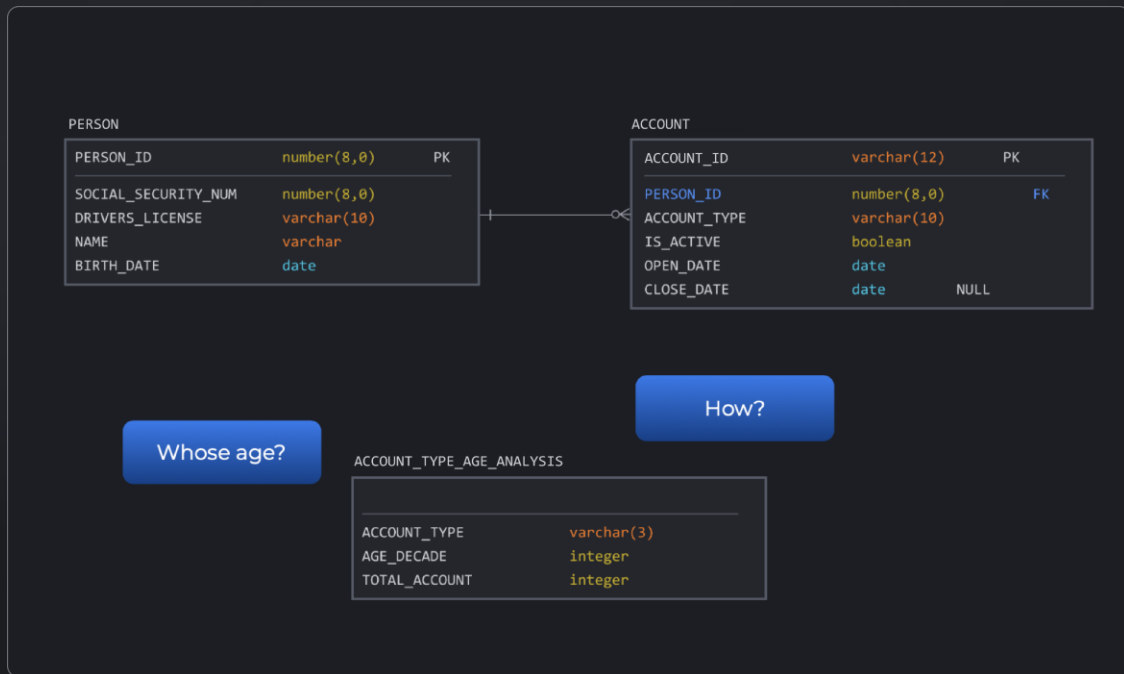 PERSON
PERSON_ID number(8,0) PK
SOCIAL_SECURITY_NUM number(8,0)
DRIVERS_LICENSE varchar(10)
NAME varchar
BIRTH_DATE date
ACCOUNT
ACCOUNT_ID varchar(12) PK
PERSON_ID number(8,0) FK
ACCOUNT_TYPE varchar(10)
IS_ACTIVE boolean
OPEN_DATE date
CLOSE_DATE date NULL
How?
Whose age?
ACCOUNT_TYPE_AGE_ANALYSIS
ACCOUNT_TYPE varchar(3)
AGE_DECADE integer
TOTAL_ACCOUNT integer